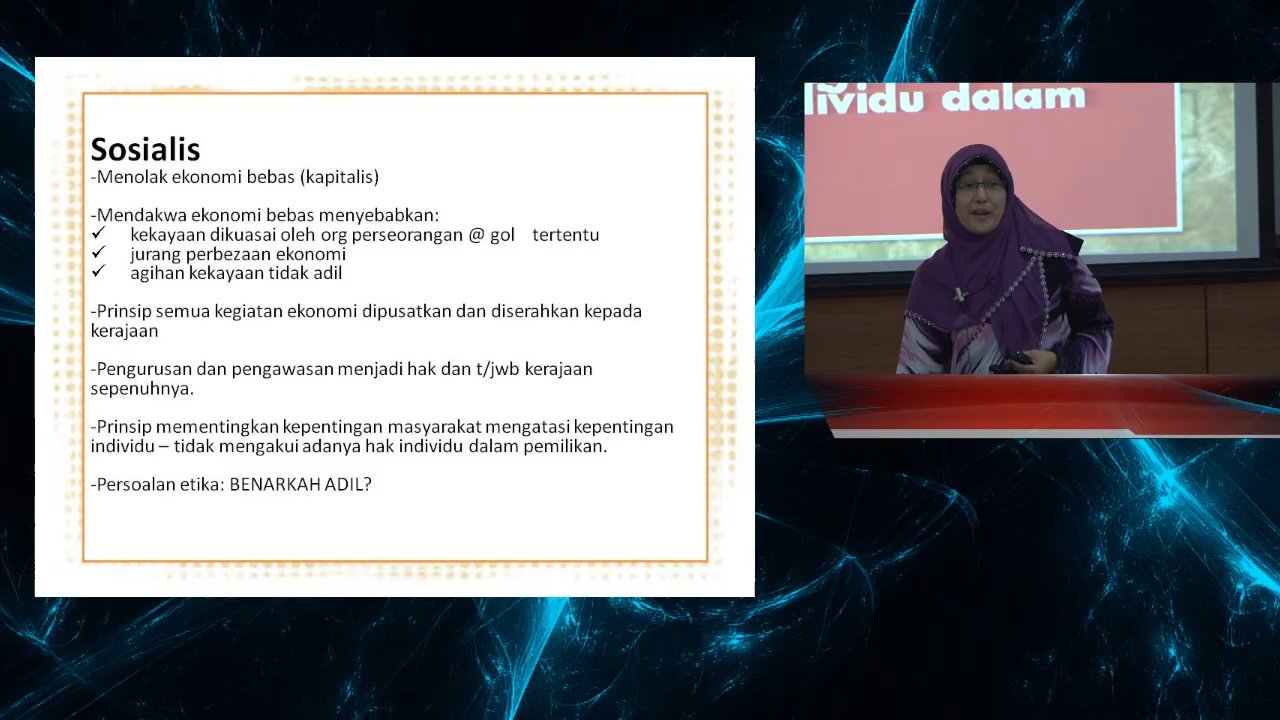 Sosialis
-Menolak ekonomi bebas (kapitalis)
-Mendakwa ekonomi bebas menyebabkan:
✓ kekayaan dikuasai oleh org perseorangan @ gol tertentu
✓ jurang perbezaan ekonomi
✓ agihan kekayaan tidak adil
-Prinsip semua kegiatan ekonomi dipusatkan dan diserahkan kepada
kerajaan
-Pengurusan dan pengawasan menjadi hak dan t/jwb kerajaan
sepenuhnya.
-Prinsip mementingkan kepentingan masyarakat mengatasi kepentingan
individu – tidak mengakui adanya hak individu dalam pemilikan.
-Persoalan etika: BENARKAH ADIL?
dalam